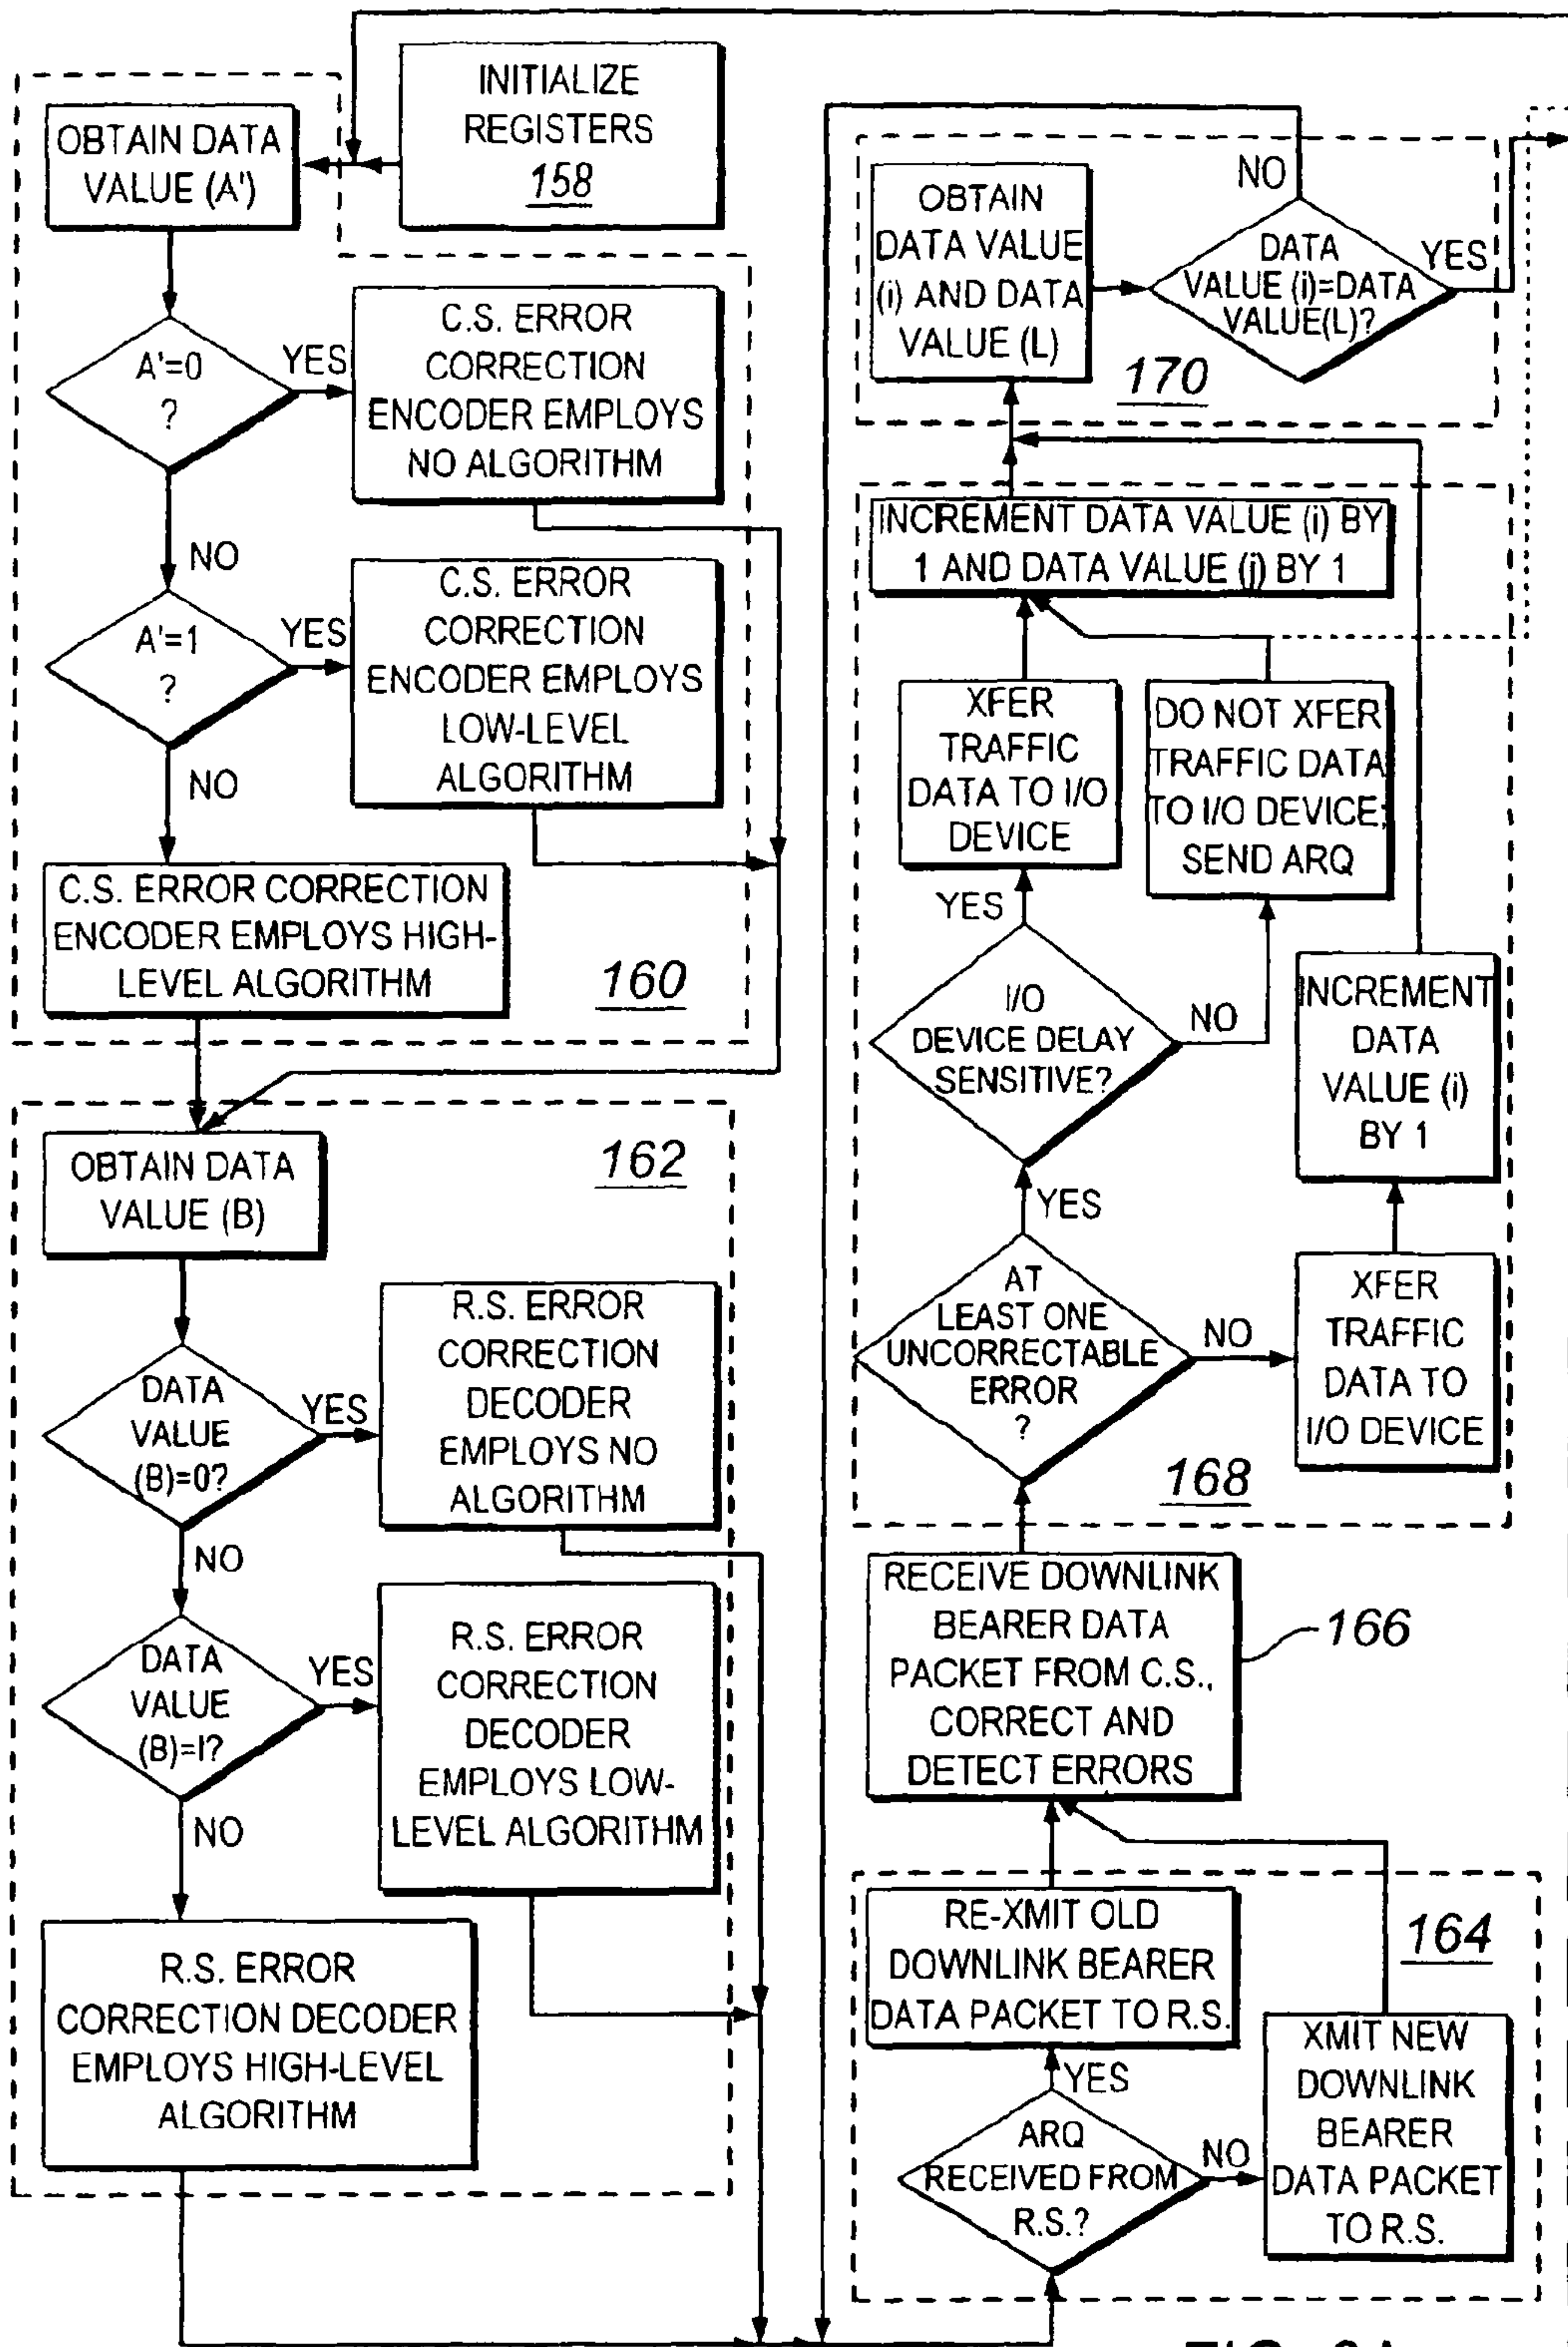 INITIALIZE
REGISTERS
158
OBTAIN DATA
VALUE (A')
A'=0
?
YES
C.S. ERROR
CORRECTION
ENCODER EMPLOYS
NO ALGORITHM
NO
A'=1
?
YES
C.S. ERROR
CORRECTION
ENCODER EMPLOYS
LOW-LEVEL
ALGORITHM
NO
C.S. ERROR CORRECTION
ENCODER EMPLOYS HIGH-
LEVEL ALGORITHM
160
OBTAIN DATA
VALUE (B)
162
DATA
VALUE
(B)=0?
YES
R.S. ERROR
CORRECTION
DECODER
EMPLOYS NO
ALGORITHM
NO
DATA
VALUE
(B)=I?
YES
R.S. ERROR
CORRECTION
DECODER
EMPLOYS LOW-
LEVEL ALGORITHM
NO
R.S. ERROR
CORRECTION DECODER
EMPLOYS HIGH-LEVEL
ALGORITHM
OBTAIN
DATA VALUE
(i) AND DATA
VALUE (L)
NO
DATA
VALUE (i)=DATA
VALUE(L)?
YES
170
INCREMENT DATA VALUE (i) BY
1 AND DATA VALUE (j) BY 1
XFER
TRAFFIC
DATA TO I/O
DEVICE
DO NOT XFER
TRAFFIC DATA
TO I/O DEVICE;
SEND ARQ
YES
I/O
DEVICE DELAY
SENSITIVE?
NO
INCREMENT
DATA
VALUE (i)
BY 1
YES
AT
LEAST ONE
UNCORRECTABLE
ERROR
?
NO
XFER
TRAFFIC
DATA TO
I/O DEVICE
168
RECEIVE DOWNLINK
BEARER DATA
PACKET FROM C.S.,
CORRECT AND
DETECT ERRORS
166
RE-XMIT OLD
DOWNLINK BEARER
DATA PACKET TO R.S.
164
YES
ARQ
RECEIVED FROM
R.S.?
NO
XMIT NEW
DOWNLINK
BEARER
DATA PACKET
TO R.S.